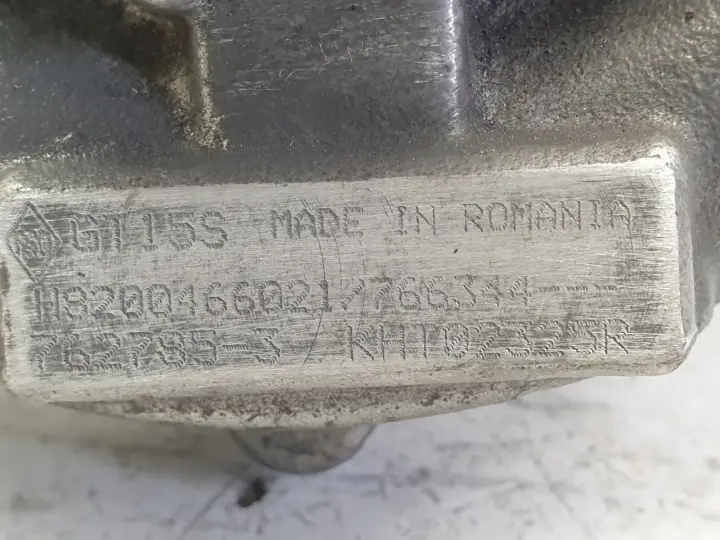 GT15S MADE IN ROMANIA
H8200466021/766344---
762785-3 KHT02325R